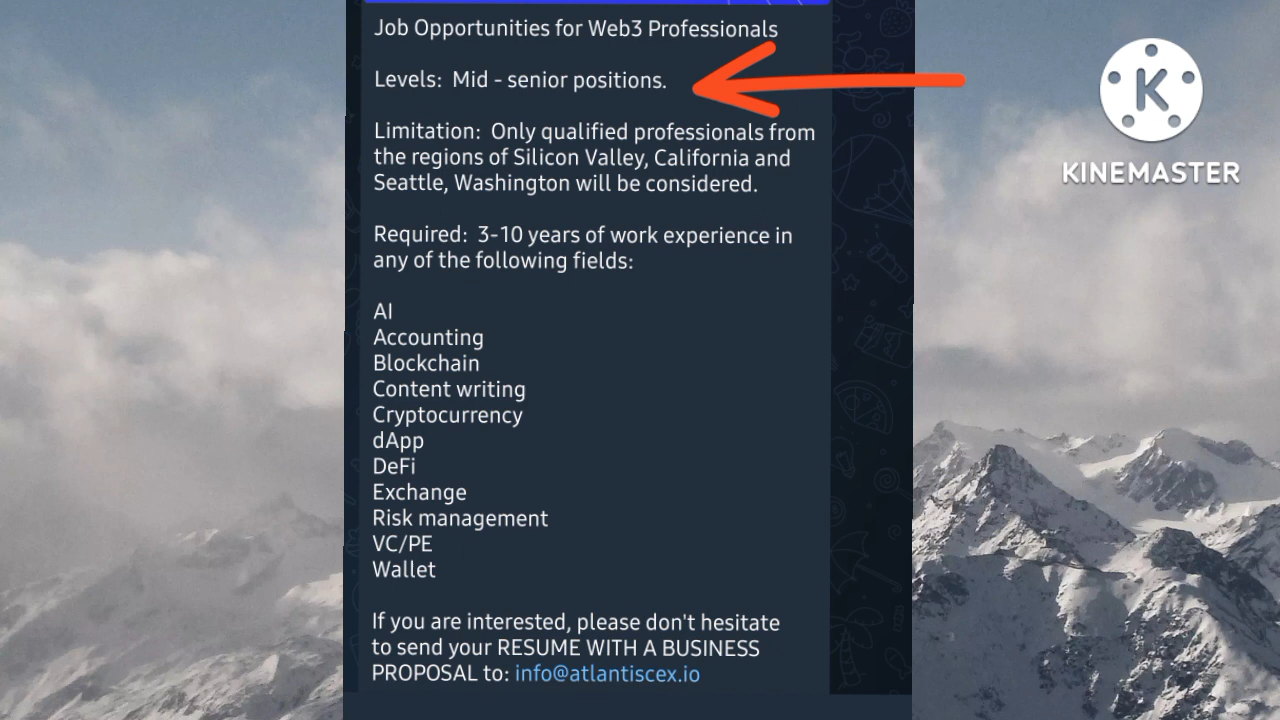 Job Opportunities for Web3 Professionals
Levels: Mid - senior positions.
Limitation: Only qualified professionals from
the regions of Silicon Valley, California and
Seattle, Washington will be considered.
Required: 3-10 years of work experience in
any of the following fields:
AI
Accounting
Blockchain
Content writing
Cryptocurrency
dApp
DeFi
Exchange
Risk management
VC/PE
Wallet
If you are interested, please don't hesitate
to send your RESUME WITH A BUSINESS
PROPOSAL to: info@atlantiscex.io
K
KINEMASTER